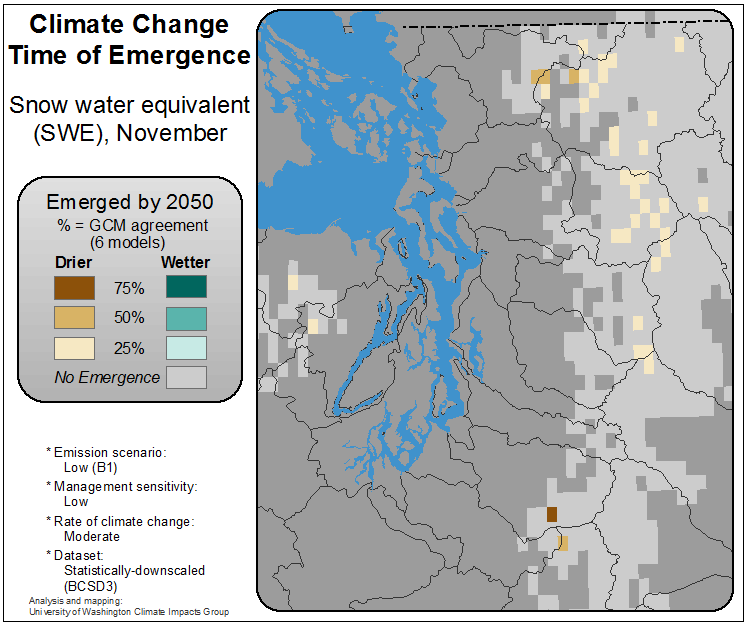 Climate Change
Time of Emergence
Snow water equivalent
(SWE), November
Emerged by 2050
% = GCM agreement
(6 models)
Drier Wetter
75%
50%
25%
No Emergence
* Emission scenario:
Low (B1)
* Management sensitivity:
Low
* Rate of climate change:
Moderate
* Dataset:
Statistically-downscaled
(BCSD3)
Analysis and mapping:
University of Washington Climate Impacts Group